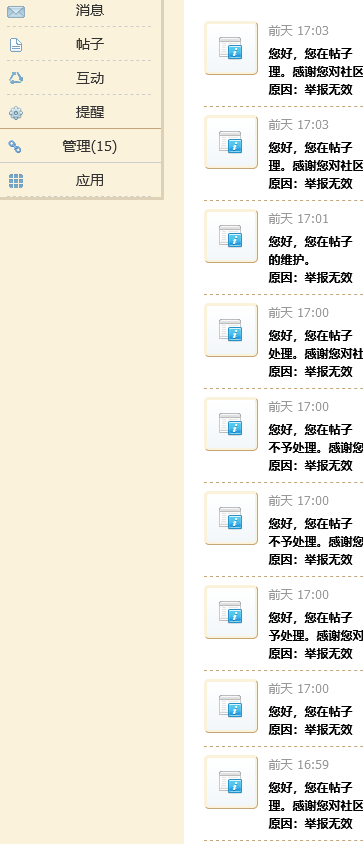 消息
帖子
互动
提醒
管理(15)
应用
前天 17:03
您好，您在帖子
理。感谢您对社区
原因：举报无效
前天 17:03
您好，您在帖子
理。感谢您对社区
原因：举报无效
前天 17:01
您好，您在帖子
的维护。
原因：举报无效
前天 17:00
您好，您在帖子
处理。感谢您对社
原因：举报无效
前天 17:00
您好，您在帖子
不予处理。感谢您
原因：举报无效
前天 17:00
您好，您在帖子
不予处理。感谢您
原因：举报无效
前天 17:00
您好，您在帖子
予处理。感谢您对
原因：举报无效
前天 17:00
您好，您在帖子
原因：举报无效
前天 16:59
您好，您在帖子
理。感谢您对社区
原因：举报无效